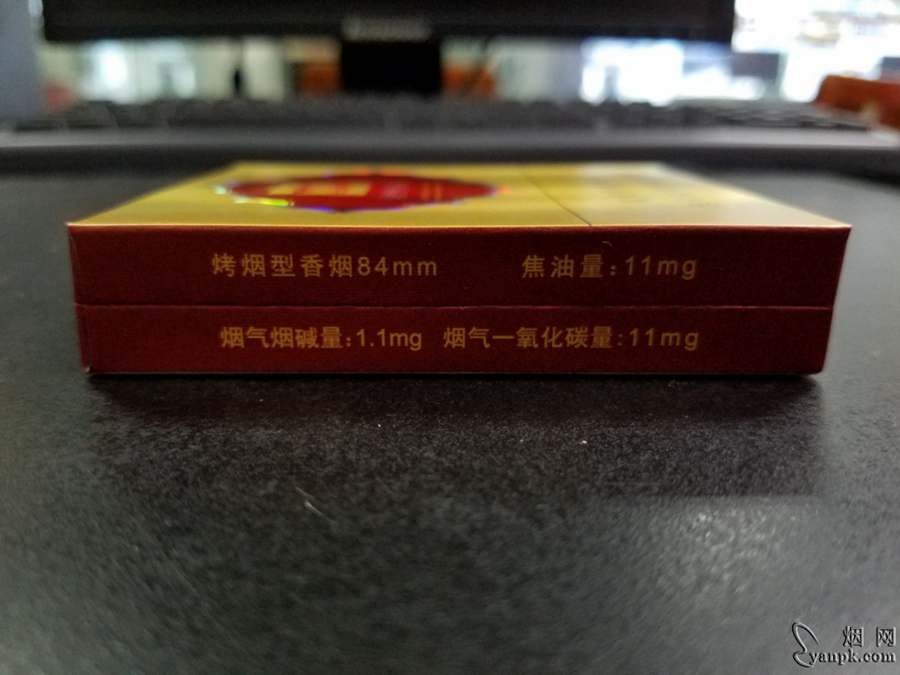 烤烟型香烟84mm 焦油量:11mg
烟气烟碱量:1.1mg 烟气一氧化碳量:11mg
烟网
yanpk.com